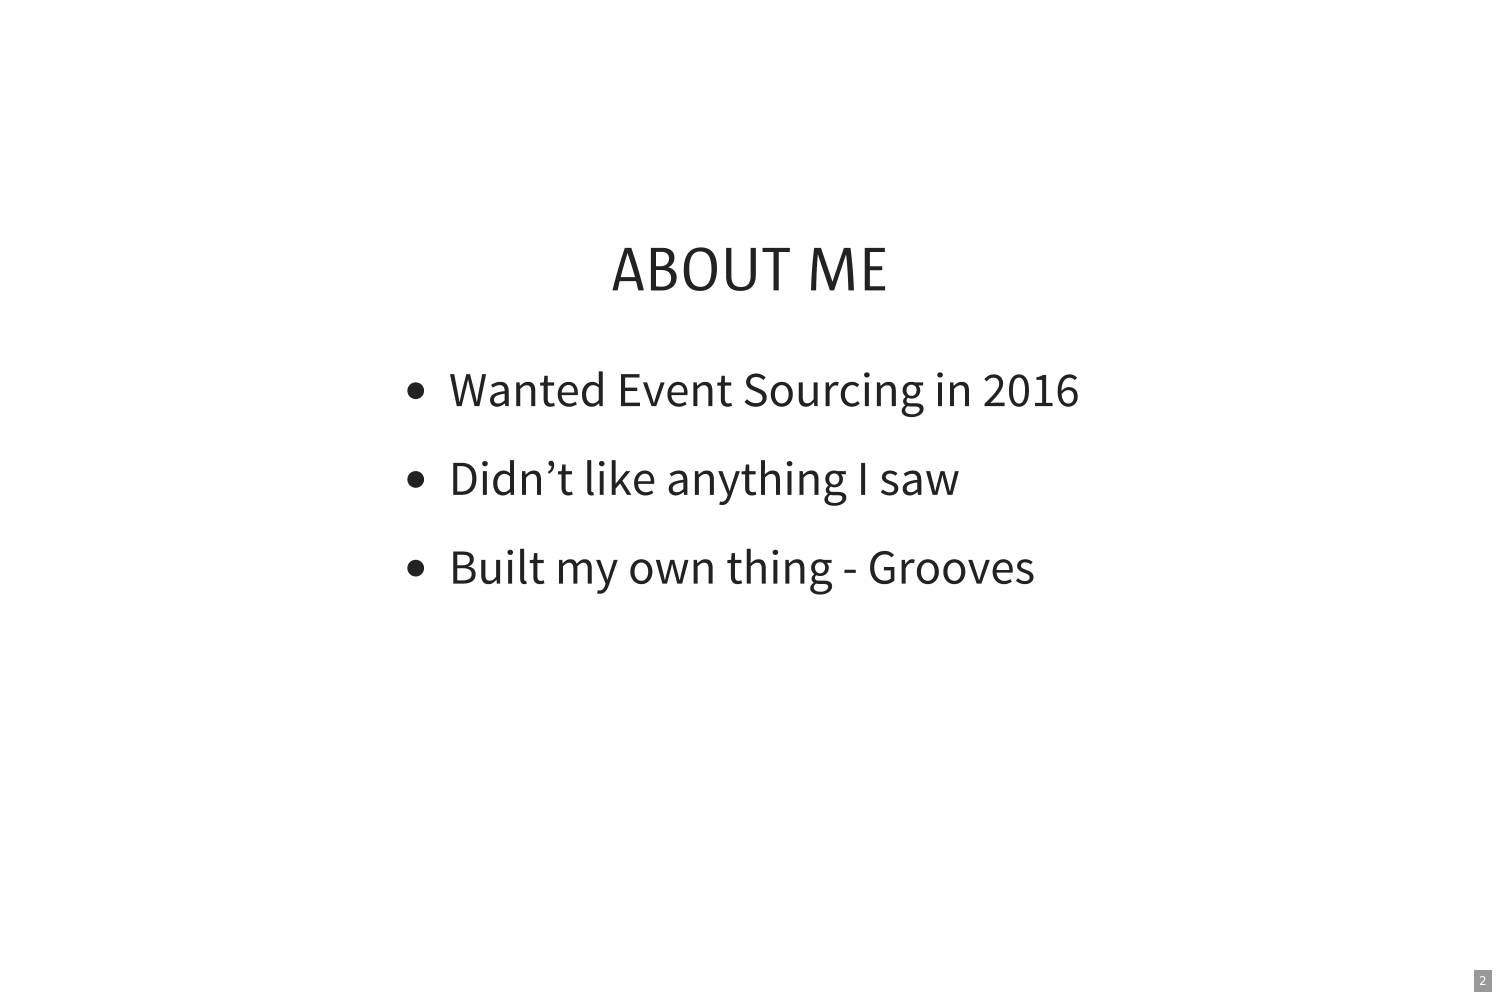 ABOUT ME
• Wanted Event Sourcing in 2016
• Didn’t like anything I saw
• Built my own thing - Grooves
2